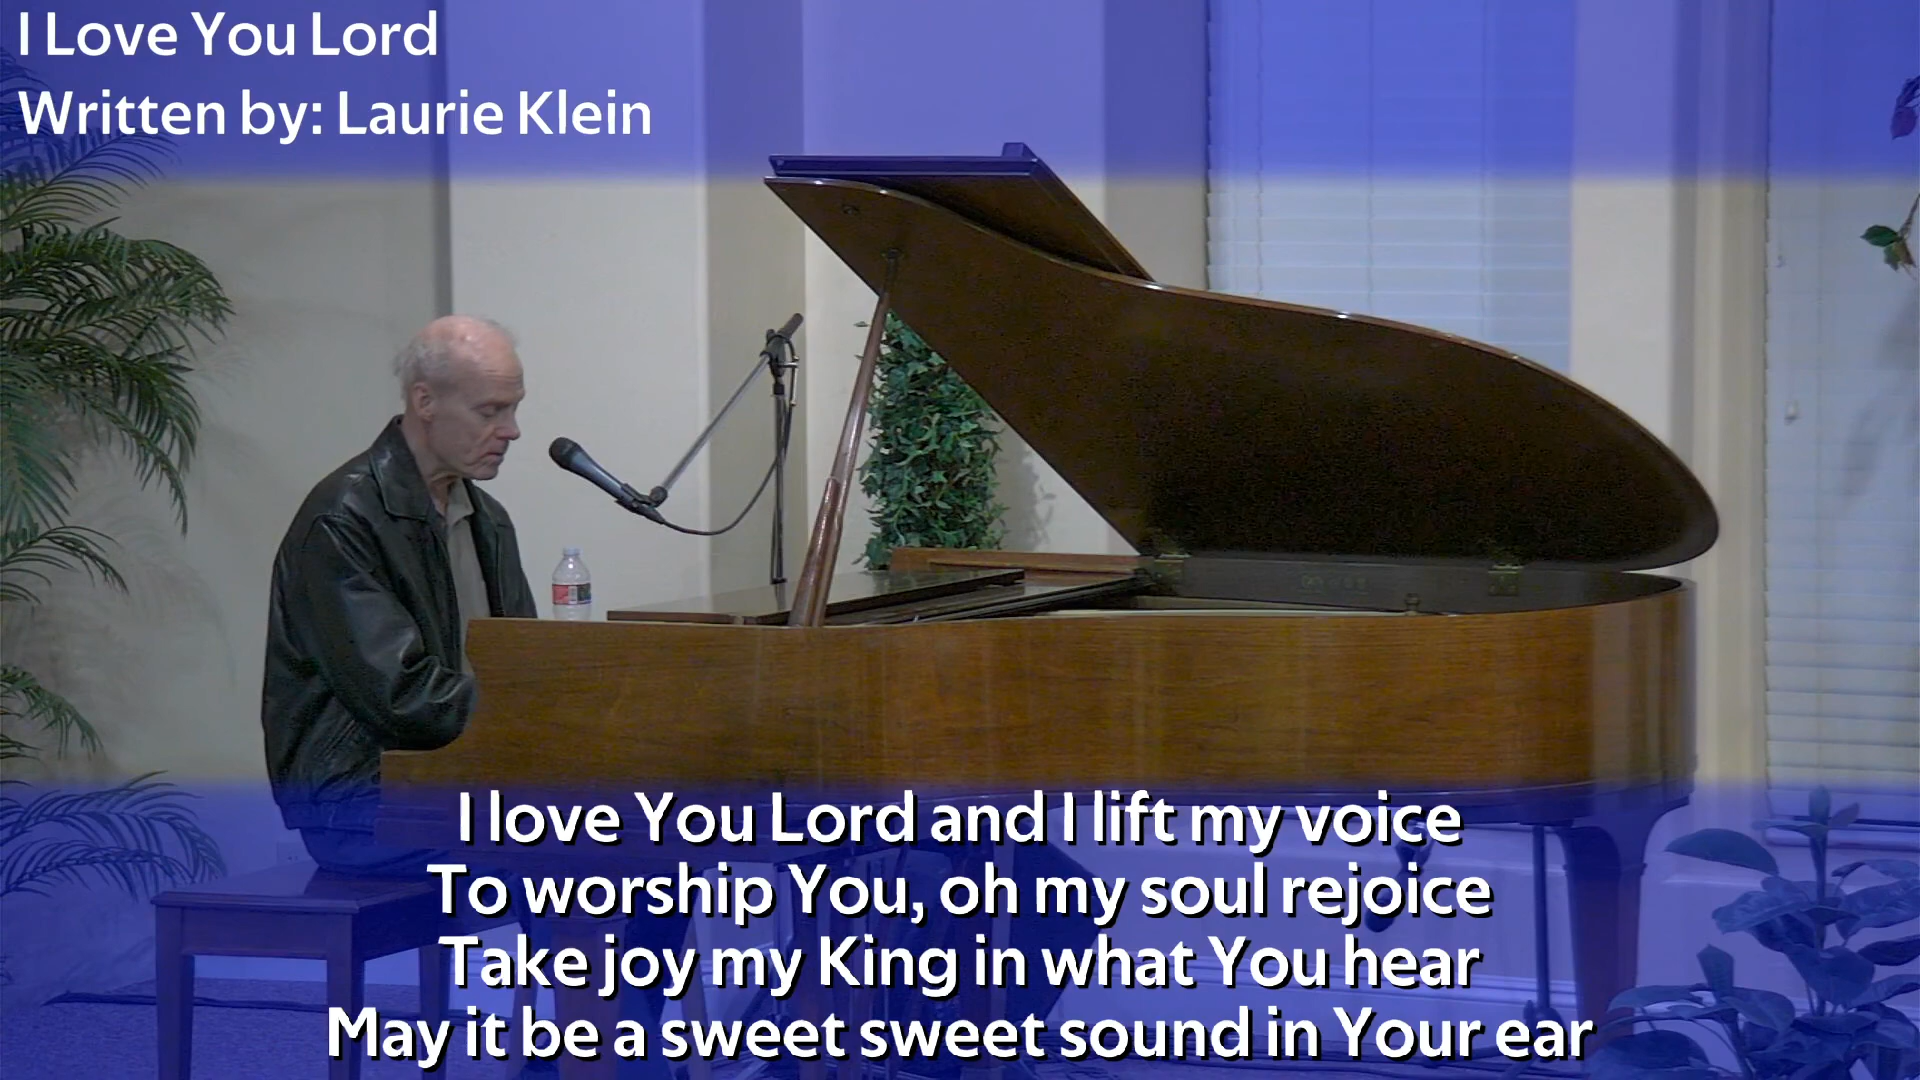 I Love You Lord
Written by: Laurie Klein
I love You Lord and I lift my voice
To worship You, oh my soul rejoice
Take joy my King in what You hear
May it be a sweet sweet sound in Your ear